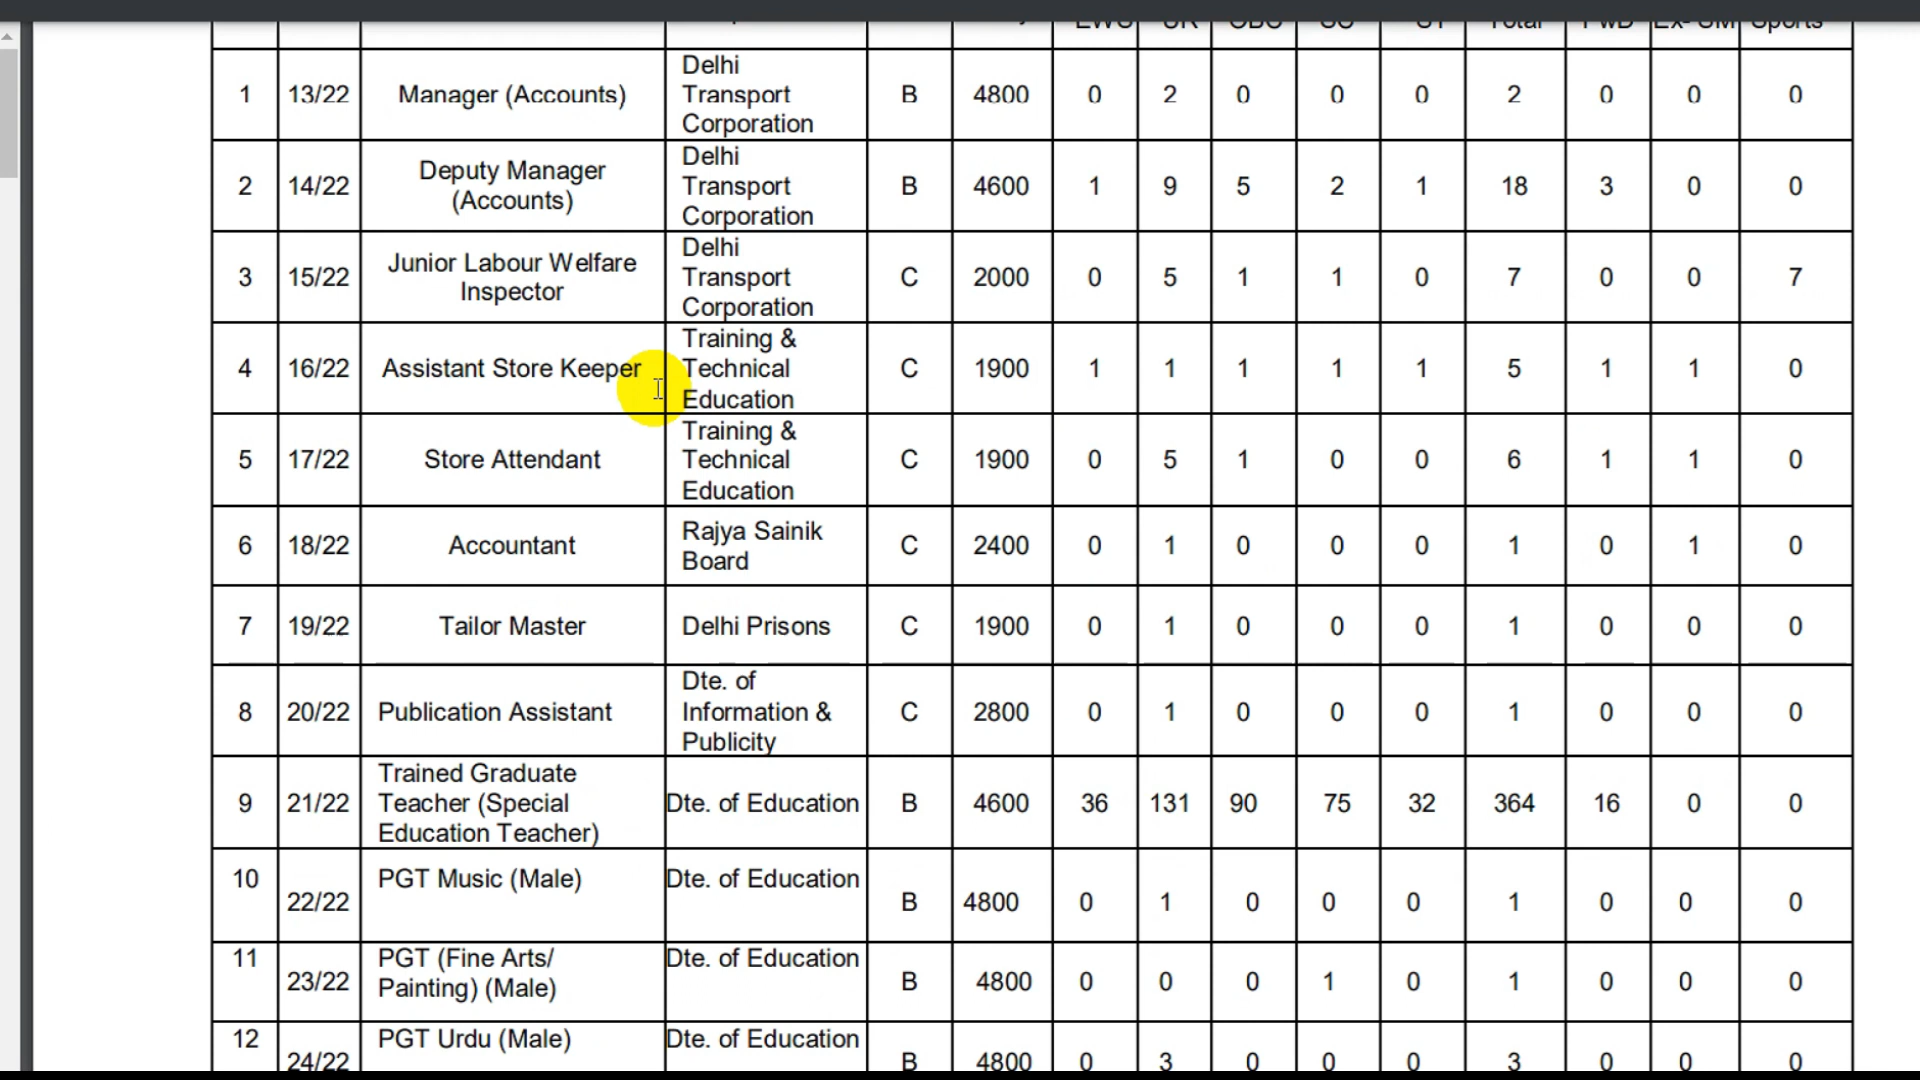 EWS UR OBC SC ST Total PwD Ex- SM Sports
1 13/22 Manager (Accounts) Delhi Transport Corporation B 4800 0 2 0 0 0 2 0 0 0
2 14/22 Deputy Manager (Accounts) Delhi Transport Corporation B 4600 1 9 5 2 1 18 3 0 0
3 15/22 Junior Labour Welfare Inspector Delhi Transport Corporation C 2000 0 5 1 1 0 7 0 0 7
4 16/22 Assistant Store Keeper Training & Technical Education C 1900 1 1 1 1 1 5 1 1 0
5 17/22 Store Attendant Training & Technical Education C 1900 0 5 1 0 0 6 1 1 0
6 18/22 Accountant Rajya Sainik Board C 2400 0 1 0 0 0 1 0 1 0
7 19/22 Tailor Master Delhi Prisons C 1900 0 1 0 0 0 1 0 0 0
8 20/22 Publication Assistant Dte. of Information & Publicity C 2800 0 1 0 0 0 1 0 0 0
9 21/22 Trained Graduate Teacher (Special Education Teacher) Dte. of Education B 4600 36 131 90 75 32 364 16 0 0
10 22/22 PGT Music (Male) Dte. of Education B 4800 0 1 0 0 0 1 0 0 0
11 23/22 PGT (Fine Arts/ Painting) (Male) Dte. of Education B 4800 0 0 0 1 0 1 0 0 0
12 24/22 PGT Urdu (Male) Dte. of Education B 4800 0 3 0 0 0 3 0 0 0